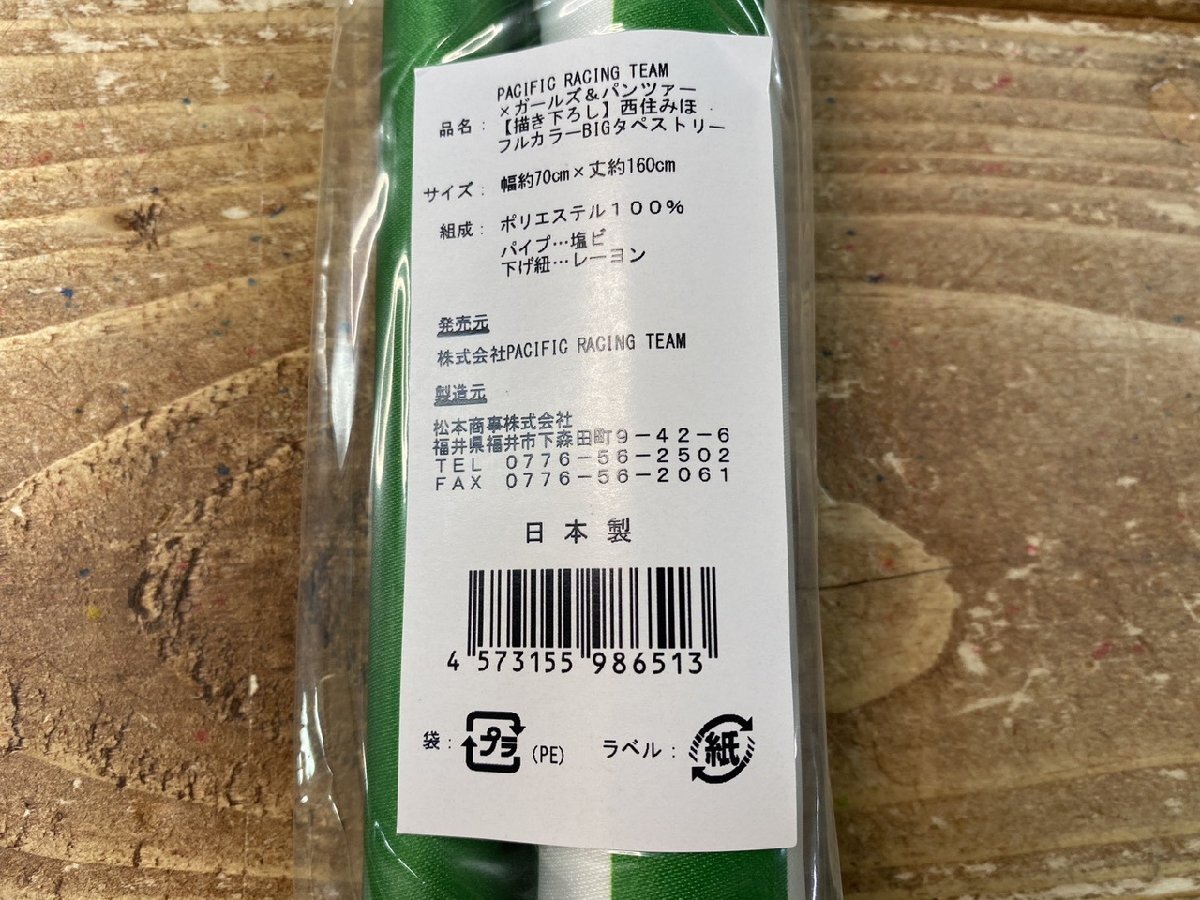 品名： PACIFIC RACING TEAM
×ガールズ＆パンツァー
【描き下ろし】西住みほ
フルカラーBIGタペストリー
サイズ： 幅約70cm×丈約160cm
組成： ポリエステル１００％
パイプ…塩ビ
下げ紐…レーヨン
発売元
株式会社PACIFIC RACING TEAM
製造元
松本商事株式会社
福井県福井市下森田町９－４２－６
ＴＥＬ ０７７６－５６－２５０２
ＦＡＸ ０７７６－５６－２０６１
日本製
4 573155 986513
袋： プラ (PE) ラベル： 紙